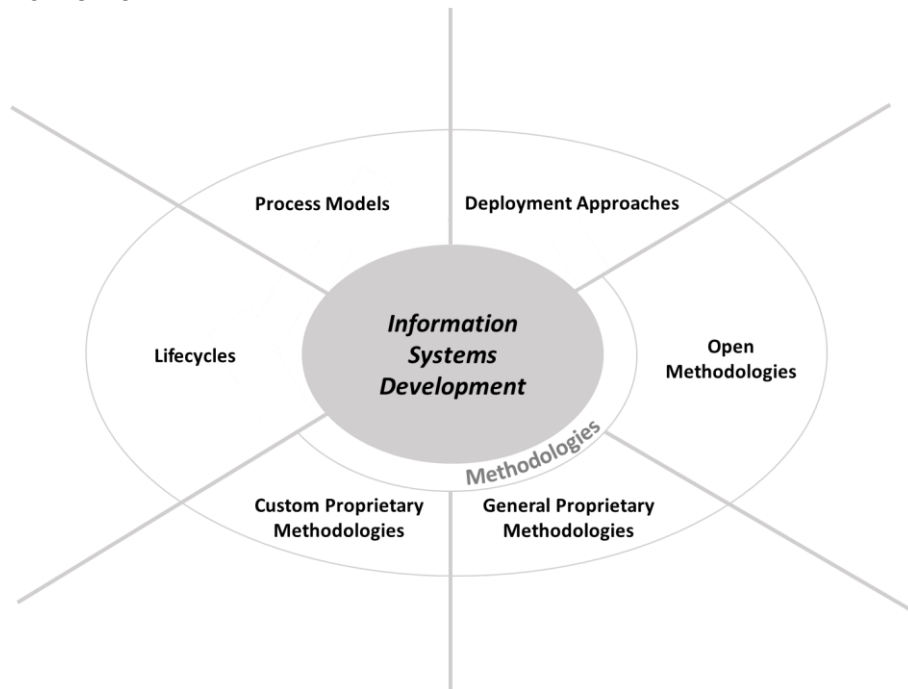 Process Models
Deployment Approaches
Information
Systems
Development
Lifecycles
Open
Methodologies
Methodologies
Custom Proprietary
Methodologies
General Proprietary
Methodologies